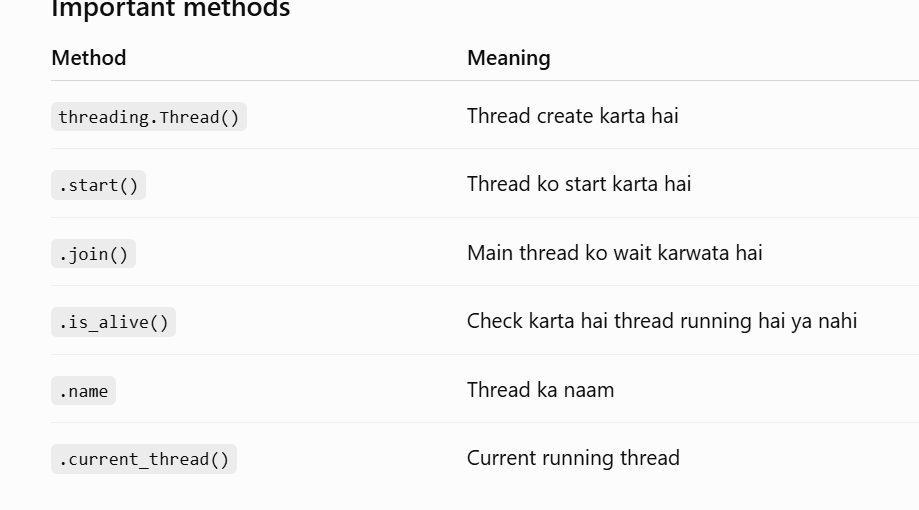 Important methods
Method Meaning
threading.Thread() Thread create karta hai
.start() Thread ko start karta hai
.join() Main thread ko wait karwata hai
.is_alive() Check karta hai thread running hai ya nahi
.name Thread ka naam
.current_thread() Current running thread